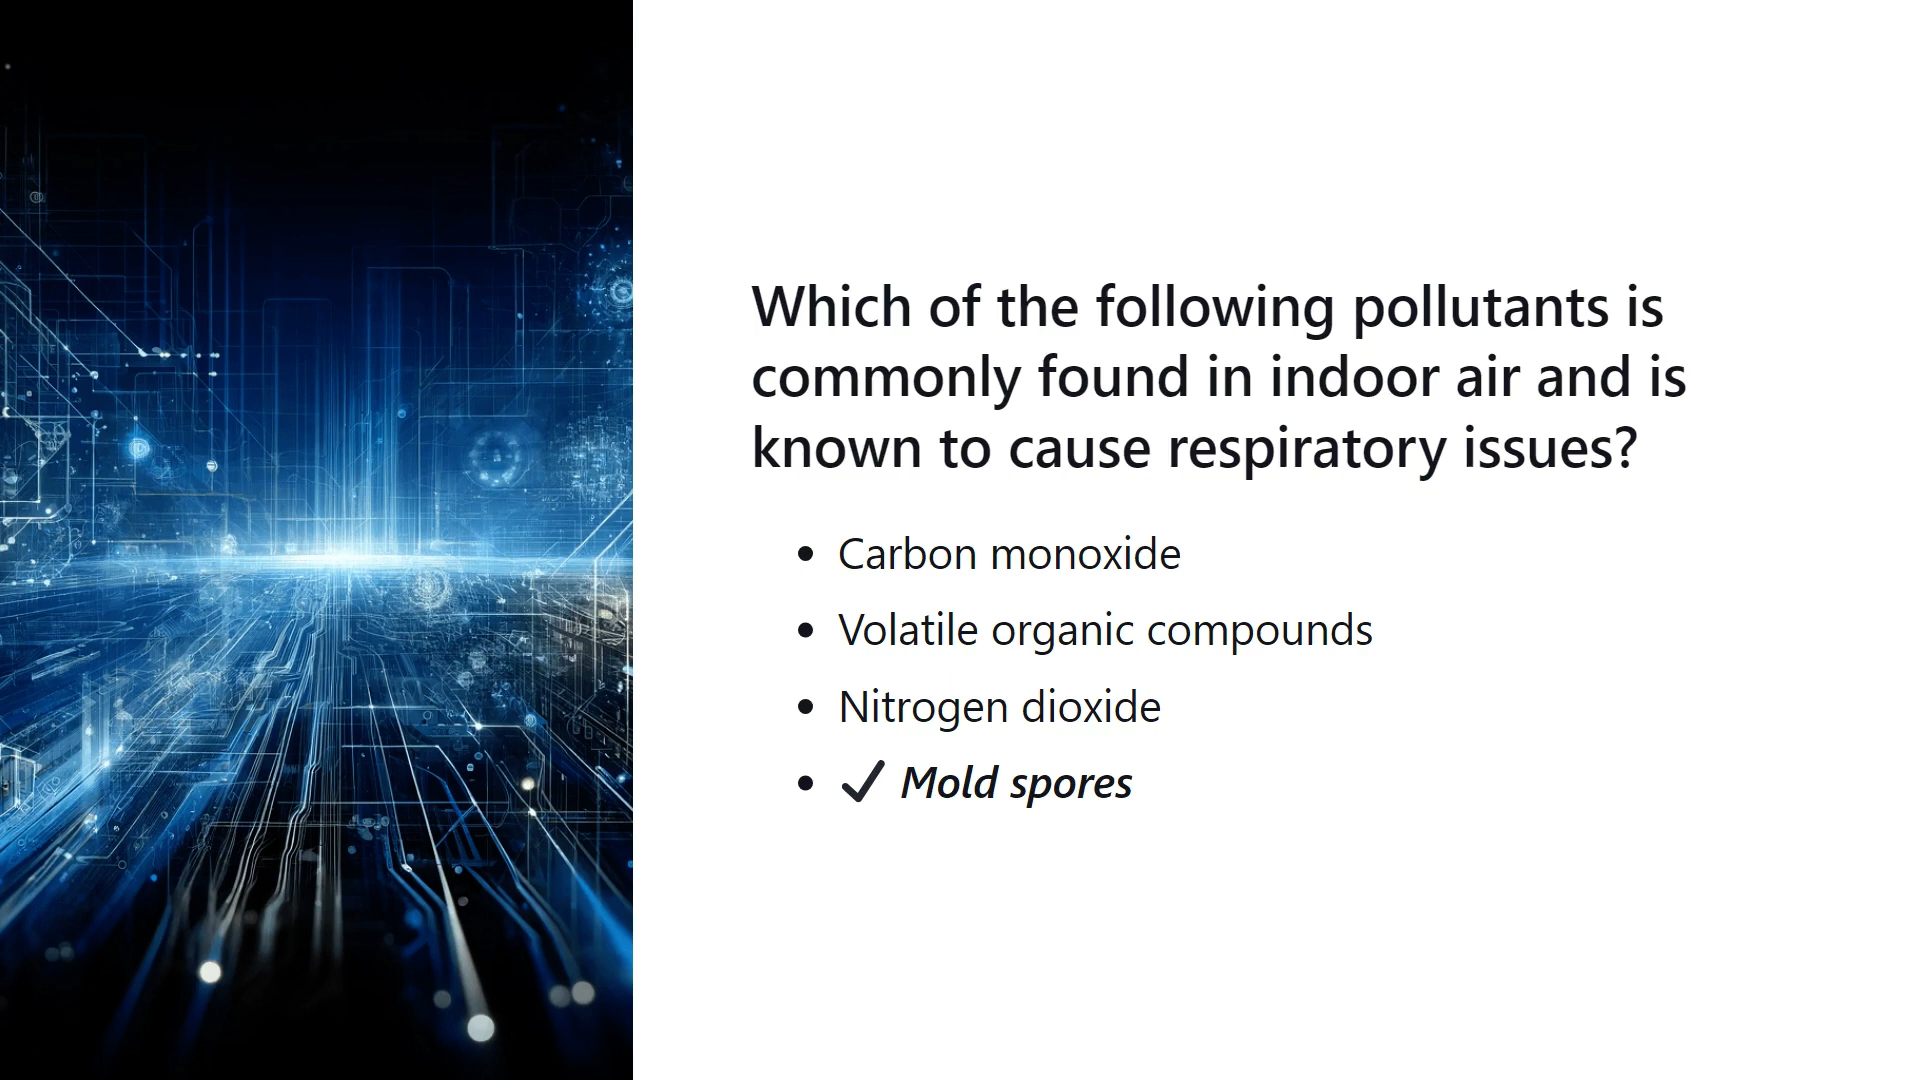 Which of the following pollutants is
commonly found in indoor air and is
known to cause respiratory issues?
• Carbon monoxide
• Volatile organic compounds
• Nitrogen dioxide
• ✓ Mold spores